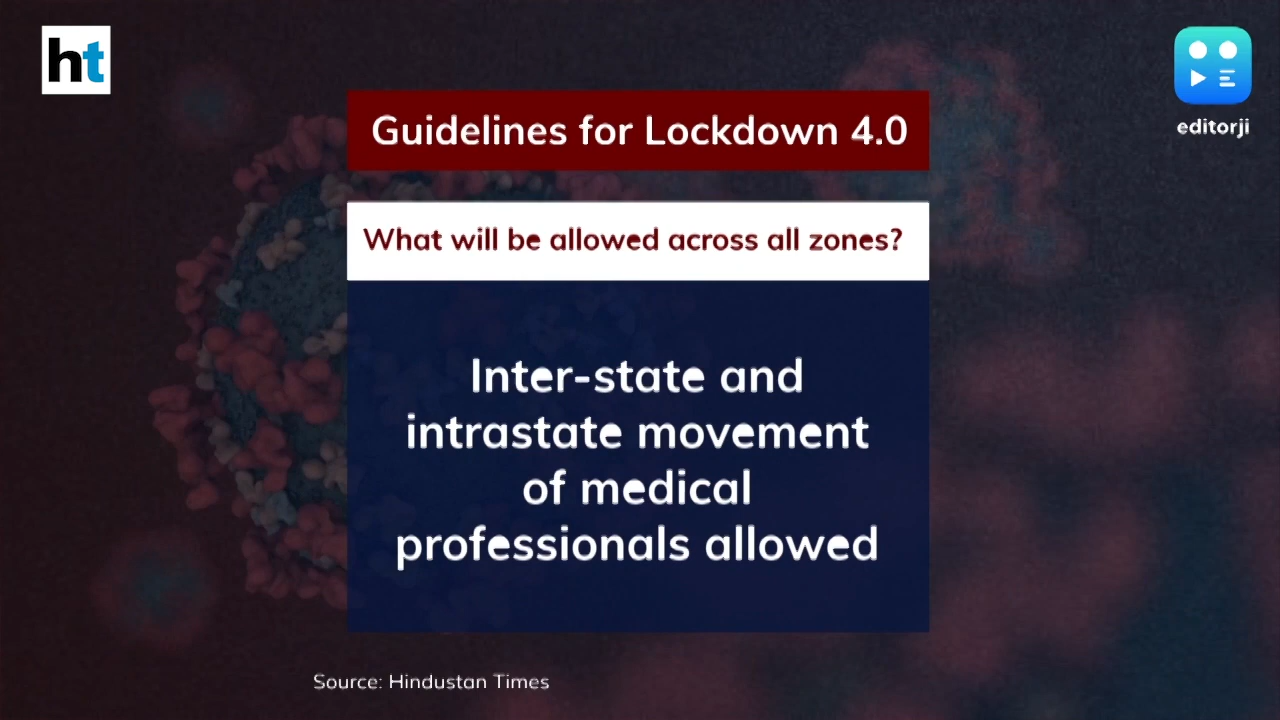 ht
editorji
Guidelines for Lockdown 4.0
What will be allowed across all zones?
Inter-state and
intrastate movement
of medical
professionals allowed
Source: Hindustan Times